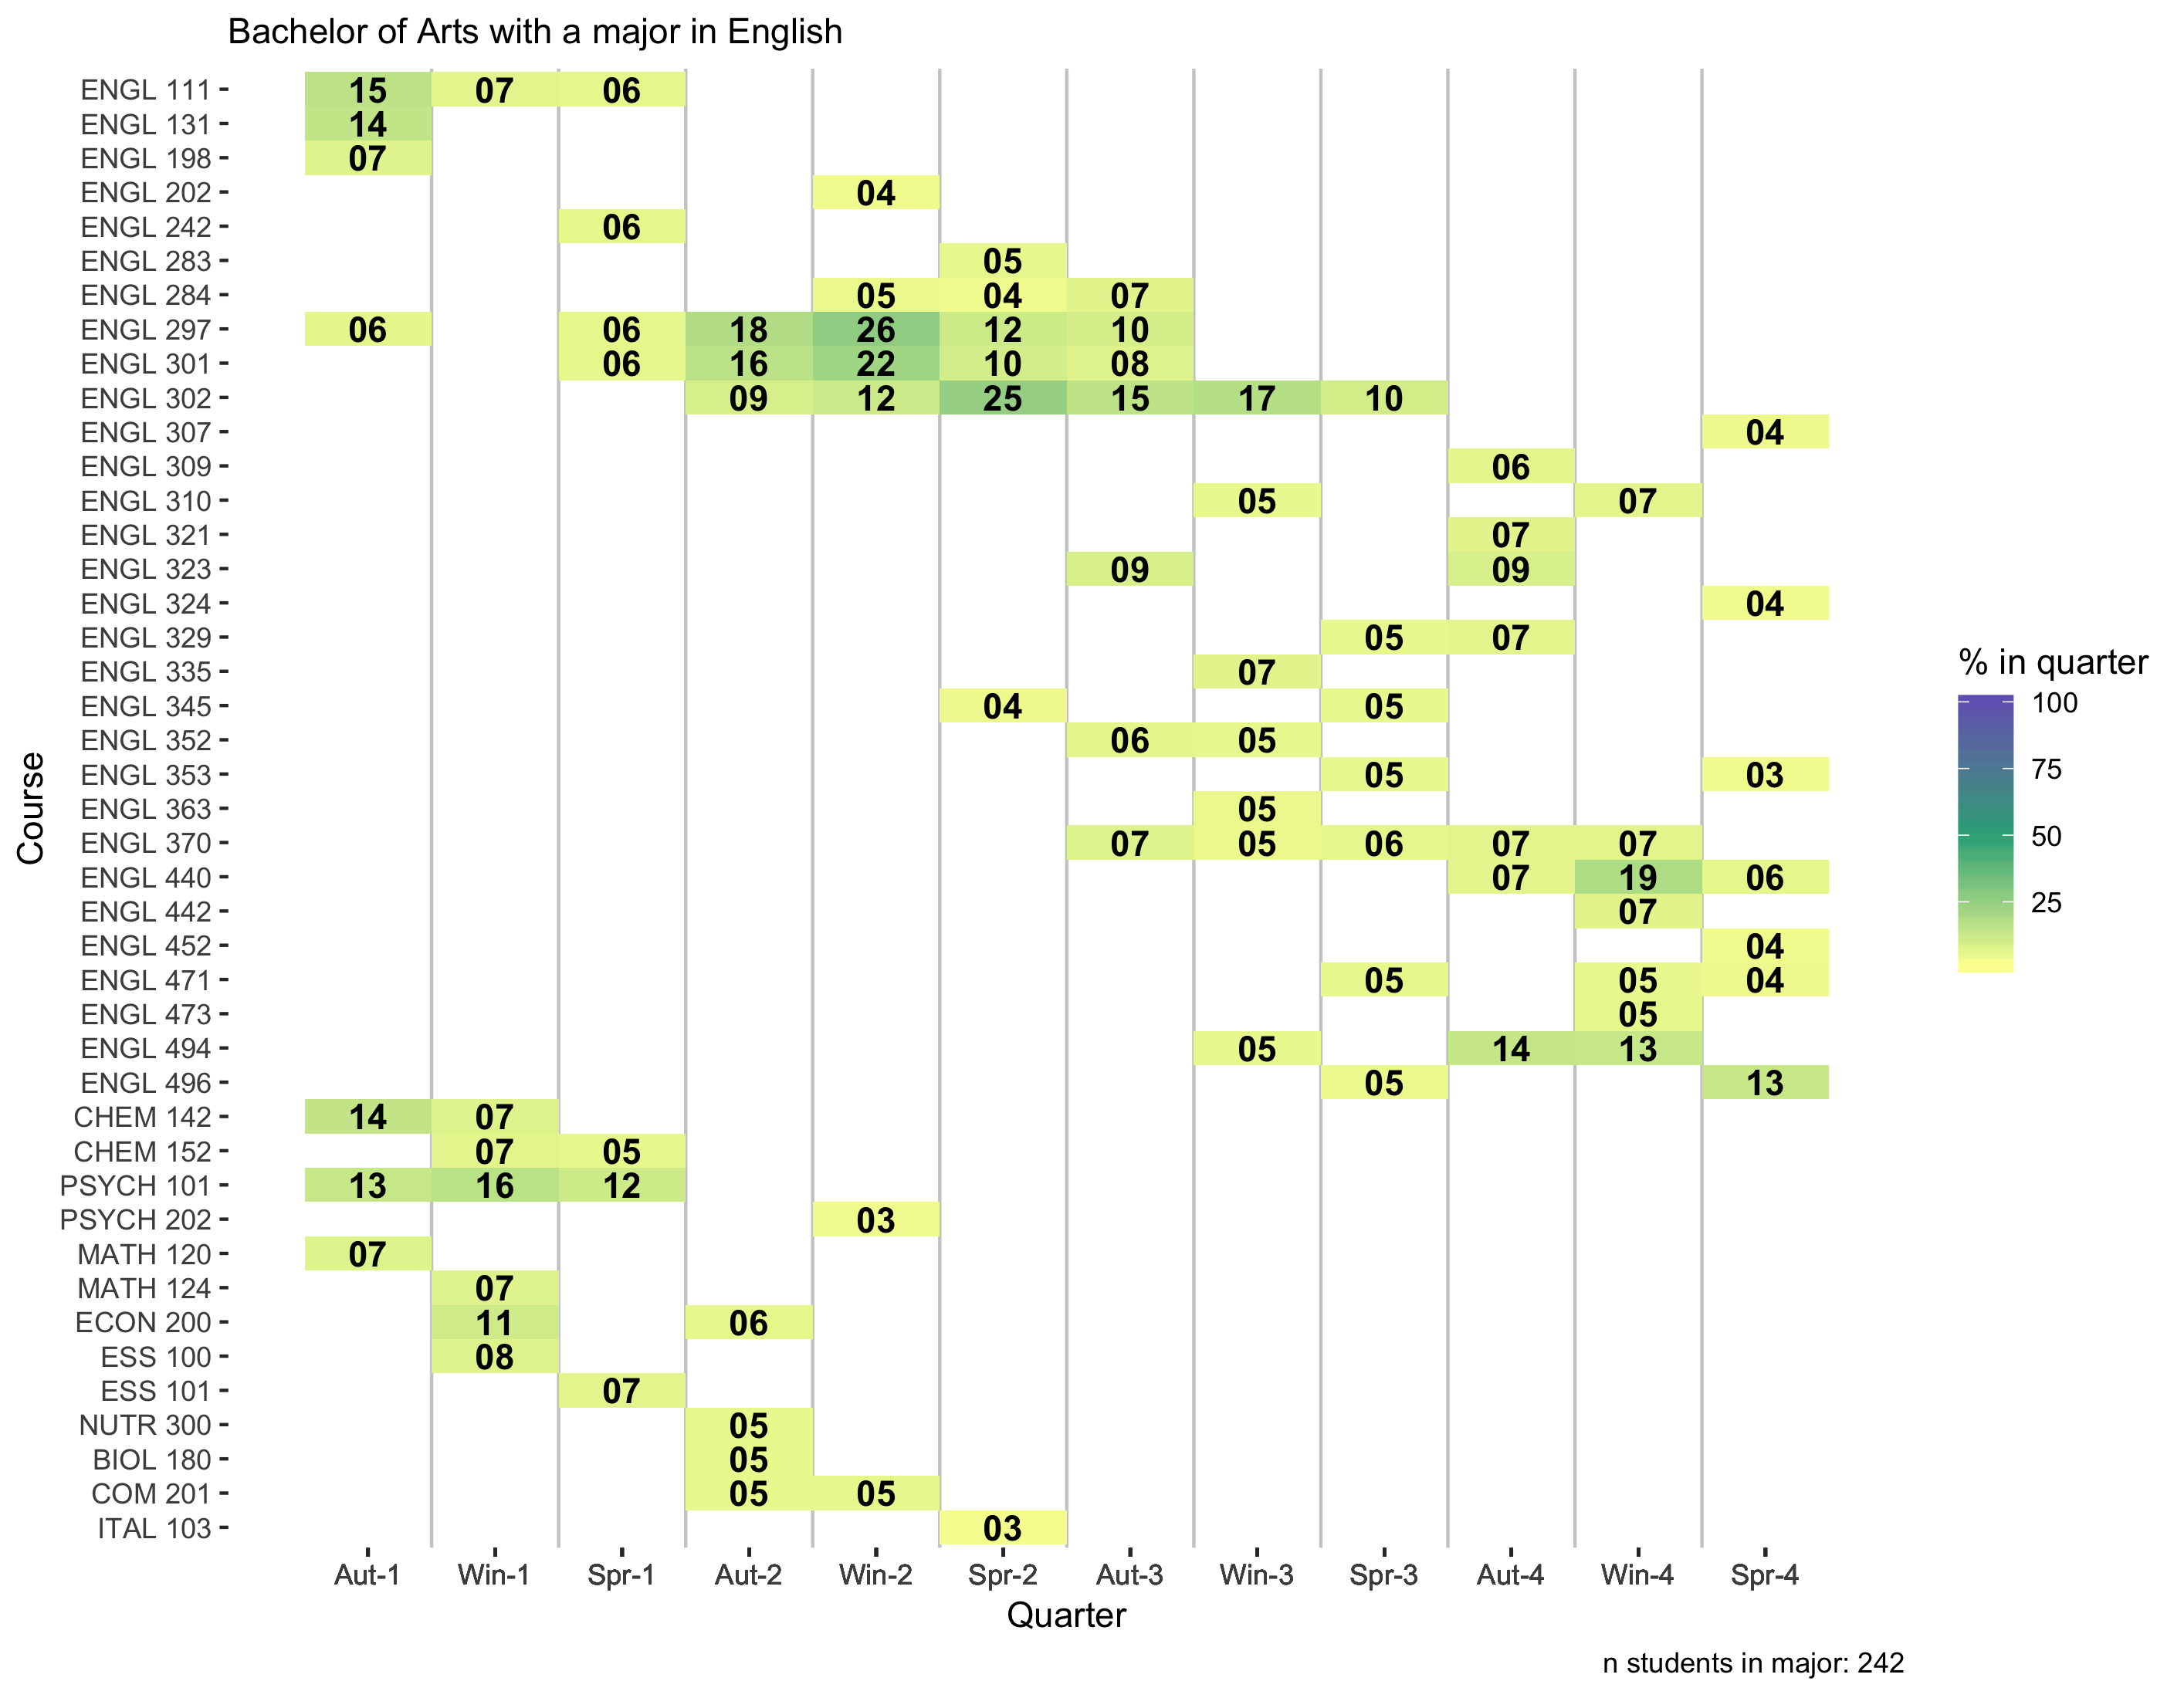 Bachelor of Arts with a major in English
ENGL 111 15 07 06
ENGL 131 14
ENGL 198 07
ENGL 202 04
ENGL 242 06
ENGL 283 05
ENGL 284 05 04 07
ENGL 297 06 06 18 26 12 10
ENGL 301 06 16 22 10 08
ENGL 302 09 12 25 15 17 10
ENGL 307 04
ENGL 309 06
ENGL 310 05 07
ENGL 321 07
ENGL 323 09 09
ENGL 324 04
ENGL 329 05 07
ENGL 335 07
ENGL 345 04 05
ENGL 352 06 05
ENGL 353 05 03
ENGL 363 05
ENGL 370 07 05 06 07 07
ENGL 440 07 19 06
ENGL 442 07
ENGL 452 04
ENGL 471 05 05 04
ENGL 473 05
ENGL 494 05 14 13
ENGL 496 05 13
CHEM 142 14 07
CHEM 152 07 05
PSYCH 101 13 16 12
PSYCH 202 03
MATH 120 07
MATH 124 07
ECON 200 11 06
ESS 100 08
ESS 101 07
NUTR 300 05
BIOL 180 05
COM 201 05 05
ITAL 103 03
Aut-1 Win-1 Spr-1 Aut-2 Win-2 Spr-2 Aut-3 Win-3 Spr-3 Aut-4 Win-4 Spr-4
Quarter
Course
% in quarter
100
75
50
25
n students in major: 242